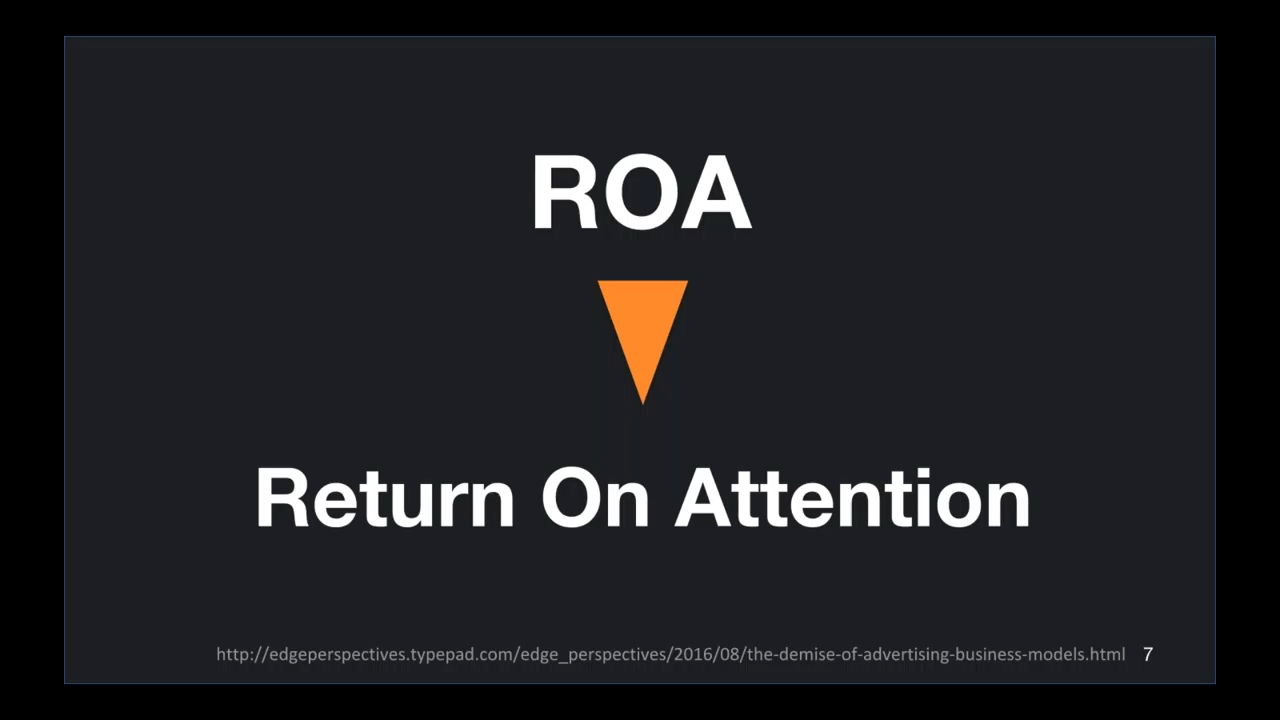 ROA
Return On Attention
http://edgeperspectives.typepad.com/edge_perspectives/2016/08/the-demise-of-advertising-business-models.html 7